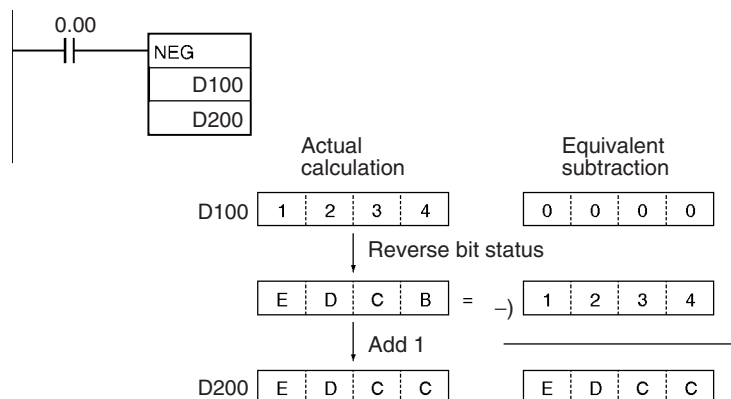 0.00
NEG
D100
D200
Actual
calculation
Equivalent
subtraction
D100 1 2 3 4 0 0 0 0
Reverse bit status
E D C B = –) 1 2 3 4
Add 1
D200 E D C C E D C C